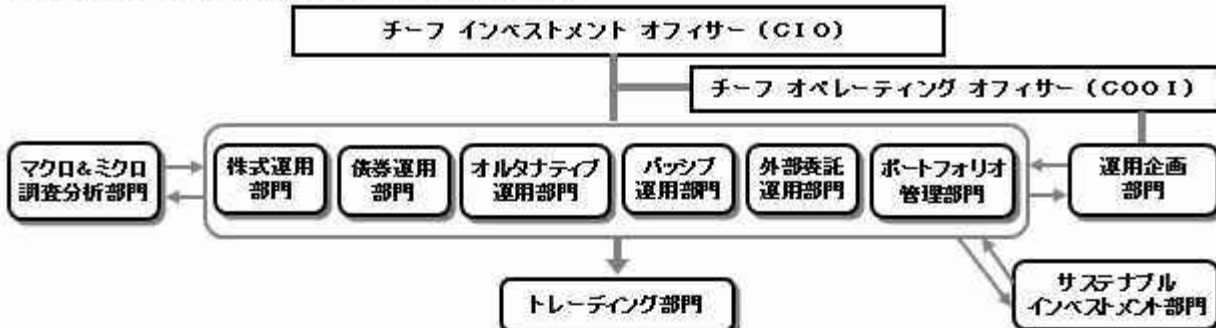 チーフ インベストメント オフィサー (CIO)
チーフ オペレーティング オフィサー (COO I)
マクロ&ミクロ
調査分析部門
株式運用
部門
債券運用
部門
オルタナティブ
運用部門
パッシブ
運用部門
外部委託
運用部門
ポートフォリオ
管理部門
運用企画
部門
トレーディング部門
サステナブル
インベストメント部門